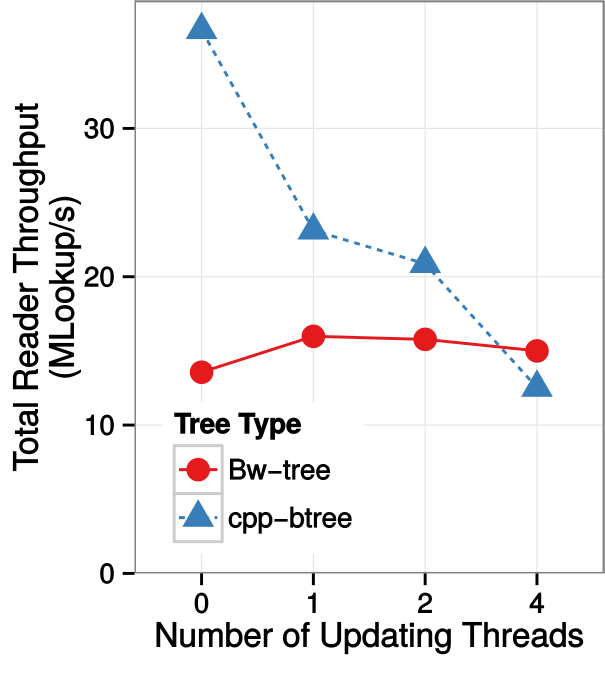 Total Reader Throughput
(MLookup/s)
30
20
10
0
Tree Type
Bw−tree
cpp−btree
0 1 2 4
Number of Updating Threads